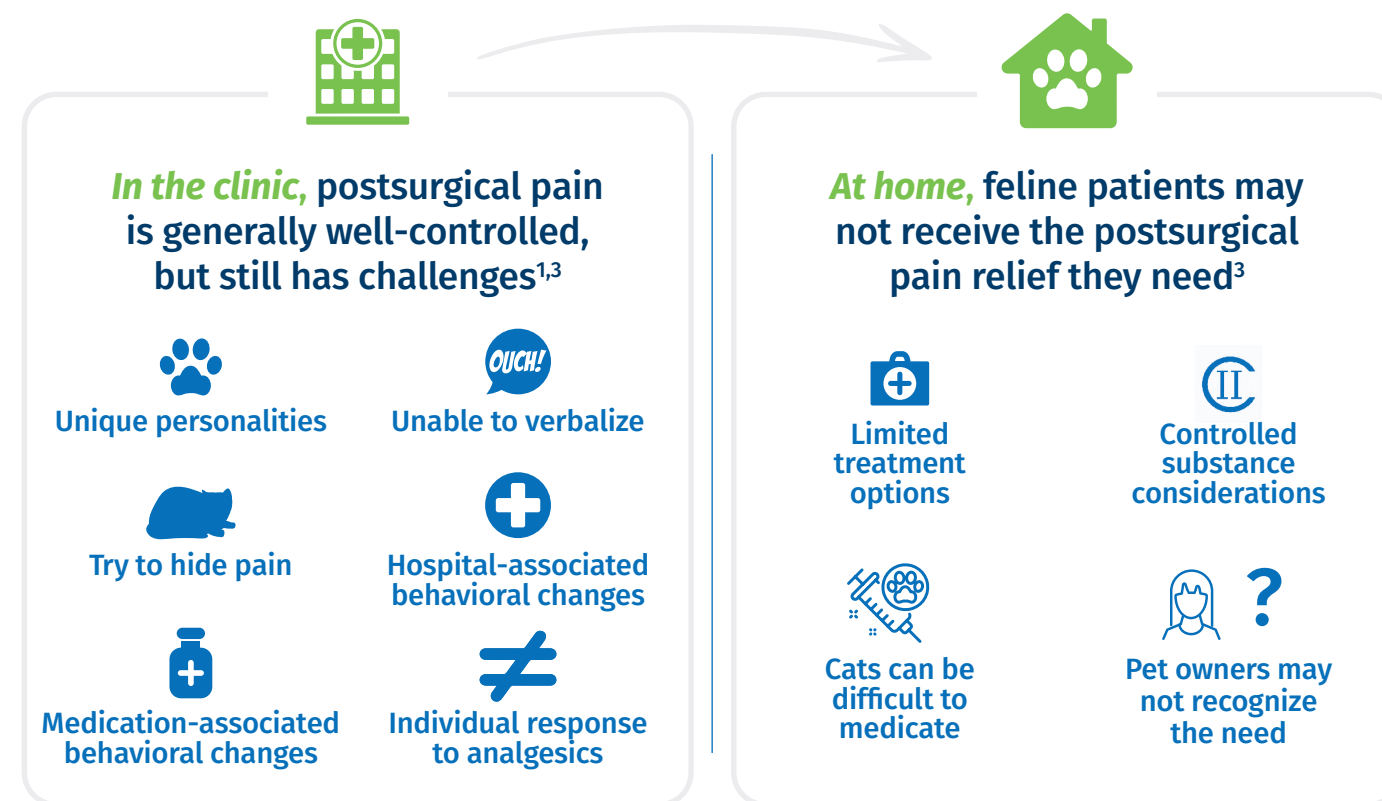 In the clinic, postsurgical pain
is generally well-controlled,
but still has challenges1,3
Unique personalities
OUCH!
Unable to verbalize
Try to hide pain
Hospital-associated
behavioral changes
Medication-associated
behavioral changes
Individual response
to analgesics
At home, feline patients may
not receive the postsurgical
pain relief they need3
Limited
treatment
options
CII
Controlled
substance
considerations
Cats can be
difficult to
medicate
?
Pet owners may
not recognize
the need